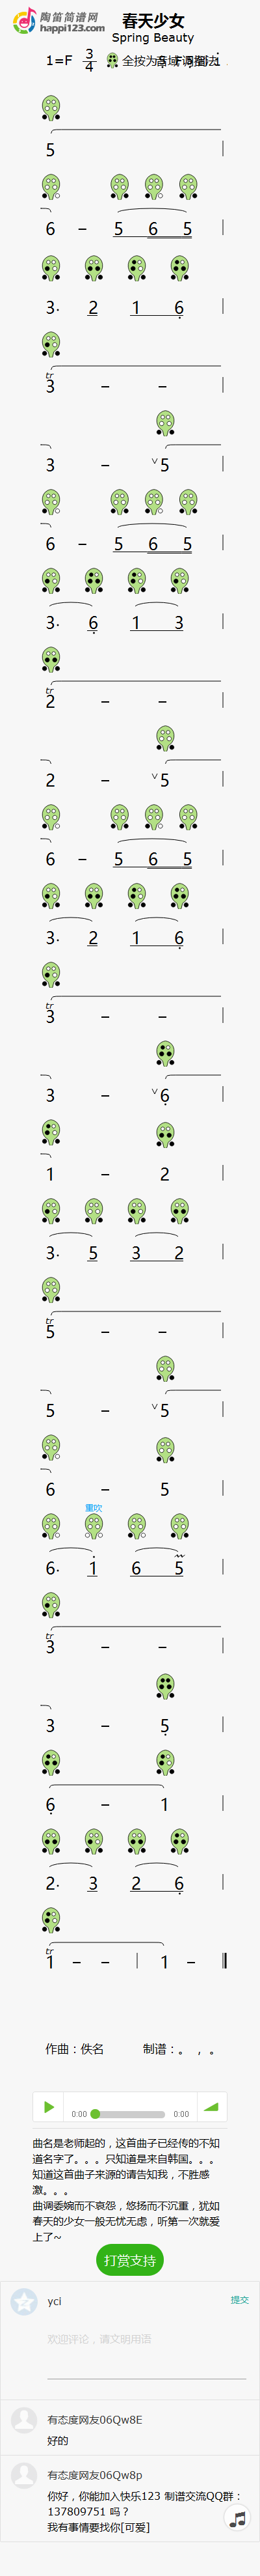 陶笛简谱网
happi123.com
春天少女
Spring Beauty
1=F 3/4 全按为
5
6 – 5 6 5
3. 2 1 6̣
tr
3 – –
3 – ∨5
6 – 5 6 5
3. 6̣ 1 3
tr
2 – –
2 – ∨5
6 – 5 6 5
3. 2 1 6̣
tr
3 – –
3 – ∨6̣
1 – 2
3. 5 3 2
tr
5 – –
5 – ∨5
6 – 5
重吹
6. 1̇ 6 5
tr
3 – –
3 – 5̣
6̣ – 1
2. 3 2 6̣
tr
1 – – 1 –
作曲：佚名 制谱：。 ，。
0:00 0:00
曲名是老师起的，这首曲子已经传的不知
道名字了。。。只知道是来自韩国。。。
知道这首曲子来源的请告知我，不胜感
激。。。
曲调委婉而不哀怨，悠扬而不沉重，犹如
春天的少女一般无忧无虑，听第一次就爱
上了~
打赏支持
yci 提交
欢迎评论，请文明用语
有态度网友06Qw8E
好的
有态度网友06Qw8p
你好，你能加入快乐123 制谱交流QQ群：
137809751 吗？
我有事情要找你[可爱]